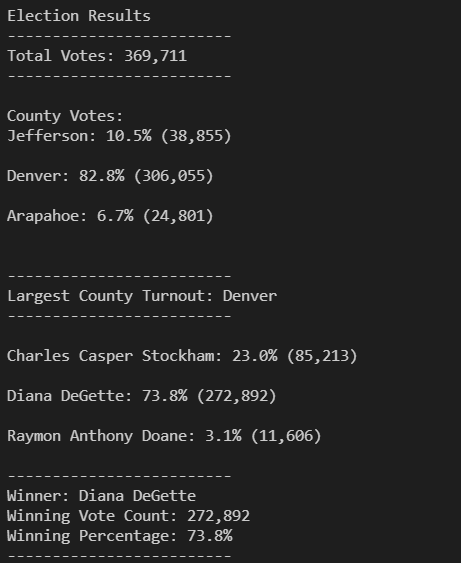 Election Results
-------------------------
Total Votes: 369,711
-------------------------
County Votes:
Jefferson: 10.5% (38,855)
Denver: 82.8% (306,055)
Arapahoe: 6.7% (24,801)
-------------------------
Largest County Turnout: Denver
-------------------------
Charles Casper Stockham: 23.0% (85,213)
Diana DeGette: 73.8% (272,892)
Raymon Anthony Doane: 3.1% (11,606)
-------------------------
Winner: Diana DeGette
Winning Vote Count: 272,892
Winning Percentage: 73.8%
-------------------------